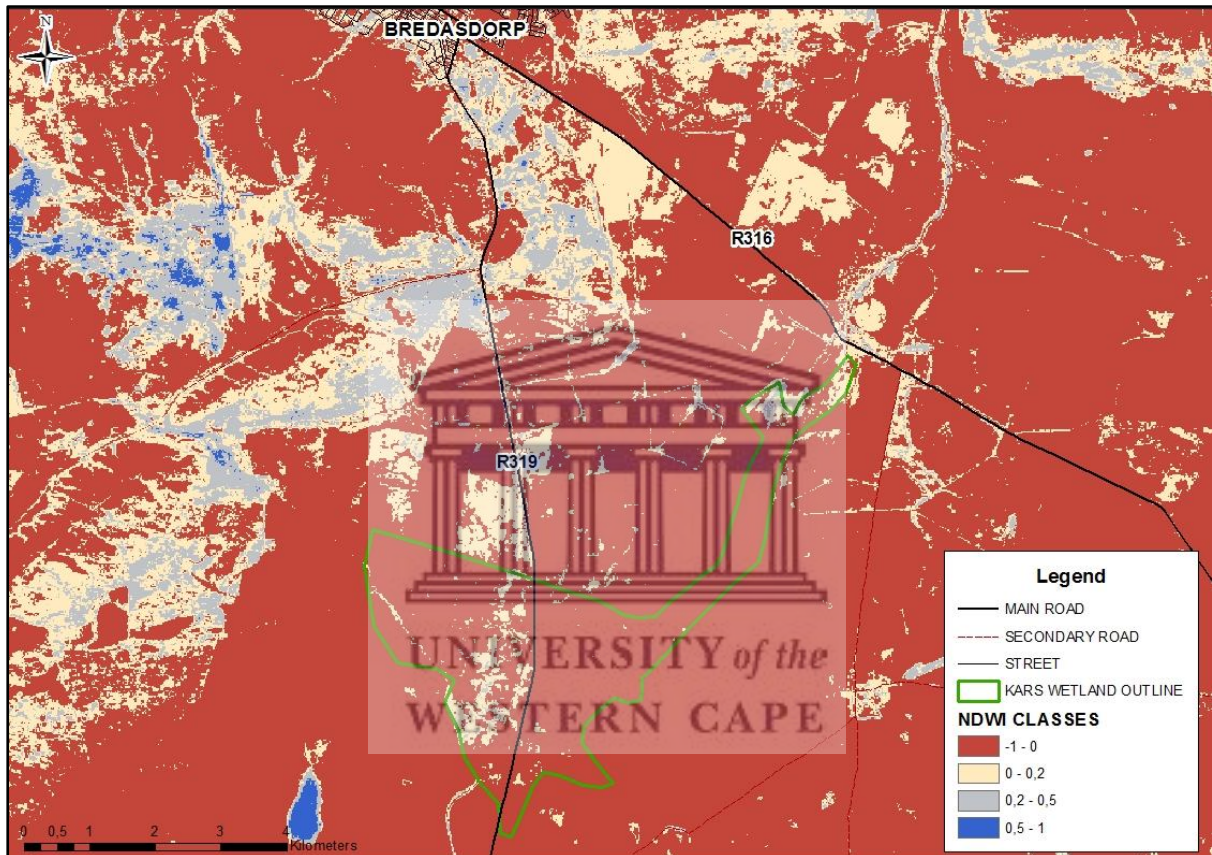 N
BREDASDORP
R316
R319
UNIVERSITY of the
WESTERN CAPE
Legend
MAIN ROAD
SECONDARY ROAD
STREET
KARS WETLAND OUTLINE
NDWI CLASSES
-1 - 0
0 - 0,2
0,2 - 0,5
0,5 - 1
0 0,5 1 2 3 4
Kilometers